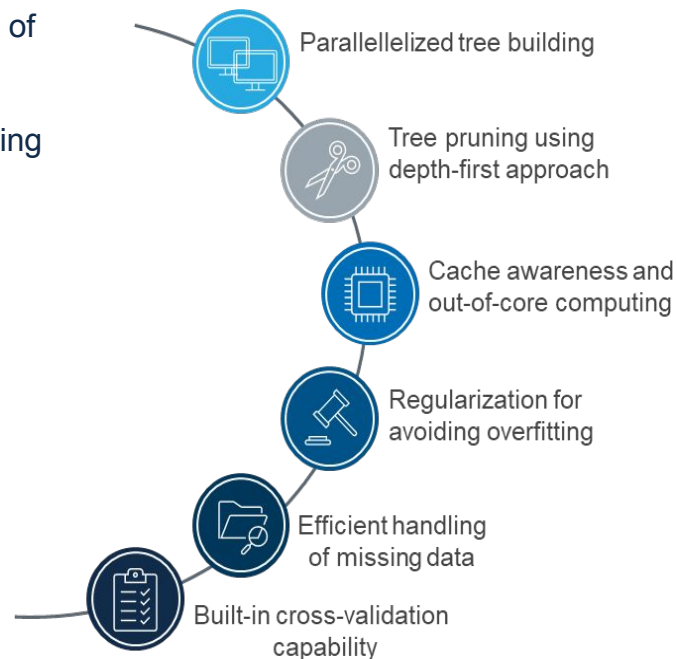 of
ing
Parallellelized tree building
Tree pruning using
depth-first approach
Cache awareness and
out-of-core computing
Regularization for
avoiding overfitting
Efficient handling
of missing data
Built-in cross-validation
capability